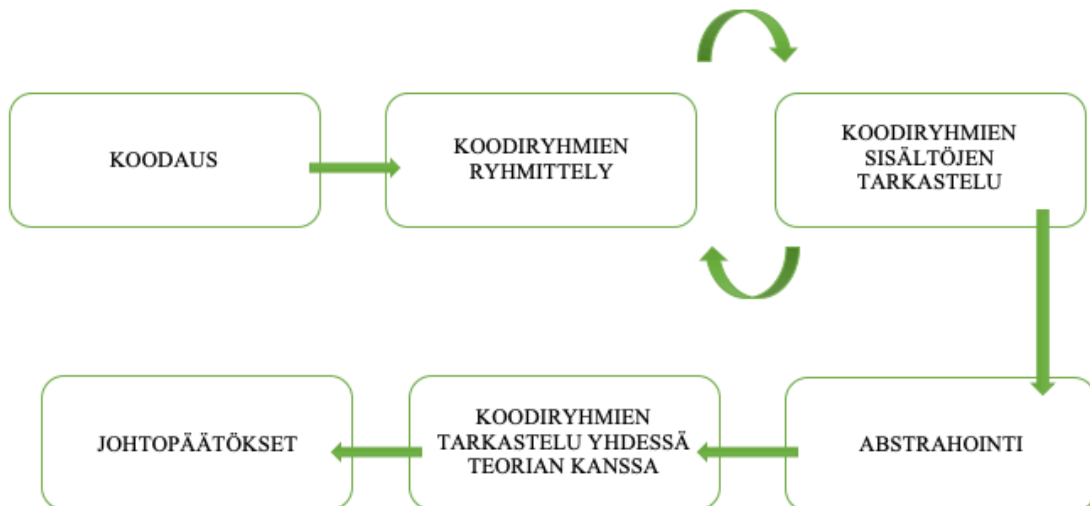 KOODAUS
KOODIRYHMIEN
RYHMITTELY
KOODIRYHMIEN
SISÄLTÖJEN
TARKASTELU
JOHTOPÄÄTÖKSET
KOODIRYHMIEN
TARKASTELU YHDESSÄ
TEORIAN KANSSA
ABSTRAHOINTI